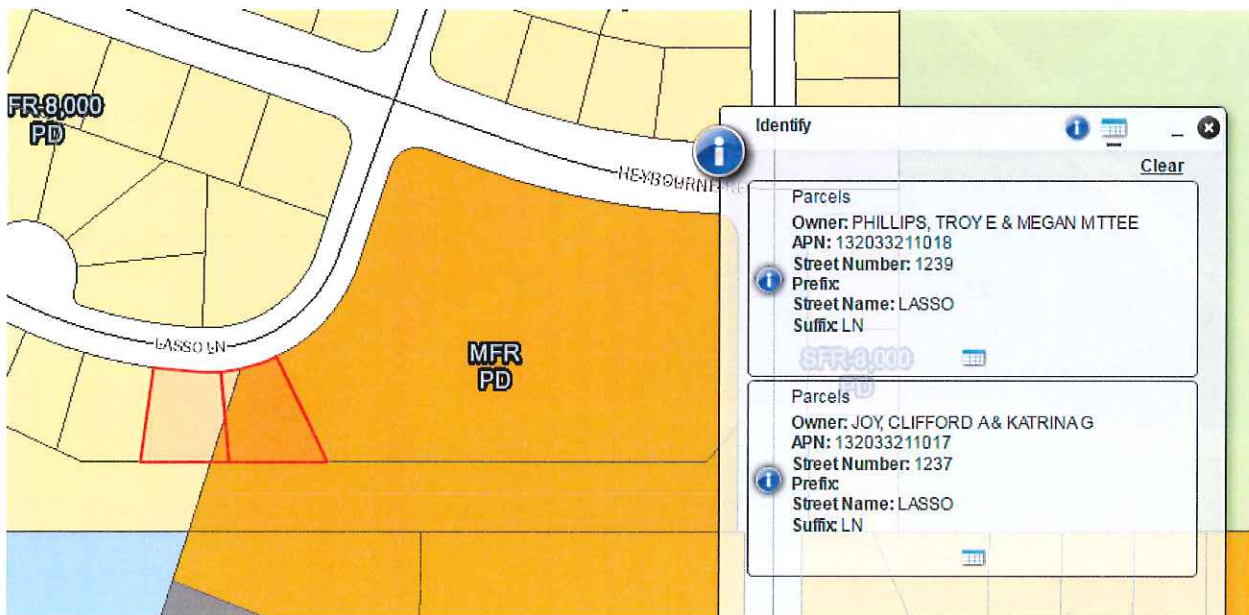 FR-8,000
PD
HEYBOURNE
LASSO LN
MFR
PD
Identify
Clear
Parcels
Owner: PHILLIPS, TROY E & MEGAN MTTEE
APN: 132033211018
Street Number: 1239
Prefix:
Street Name: LASSO
Suffix: LN
SFR-8,000
PD
Parcels
Owner: JOY, CLIFFORD A & KATRINA G
APN: 132033211017
Street Number: 1237
Prefix:
Street Name: LASSO
Suffix: LN